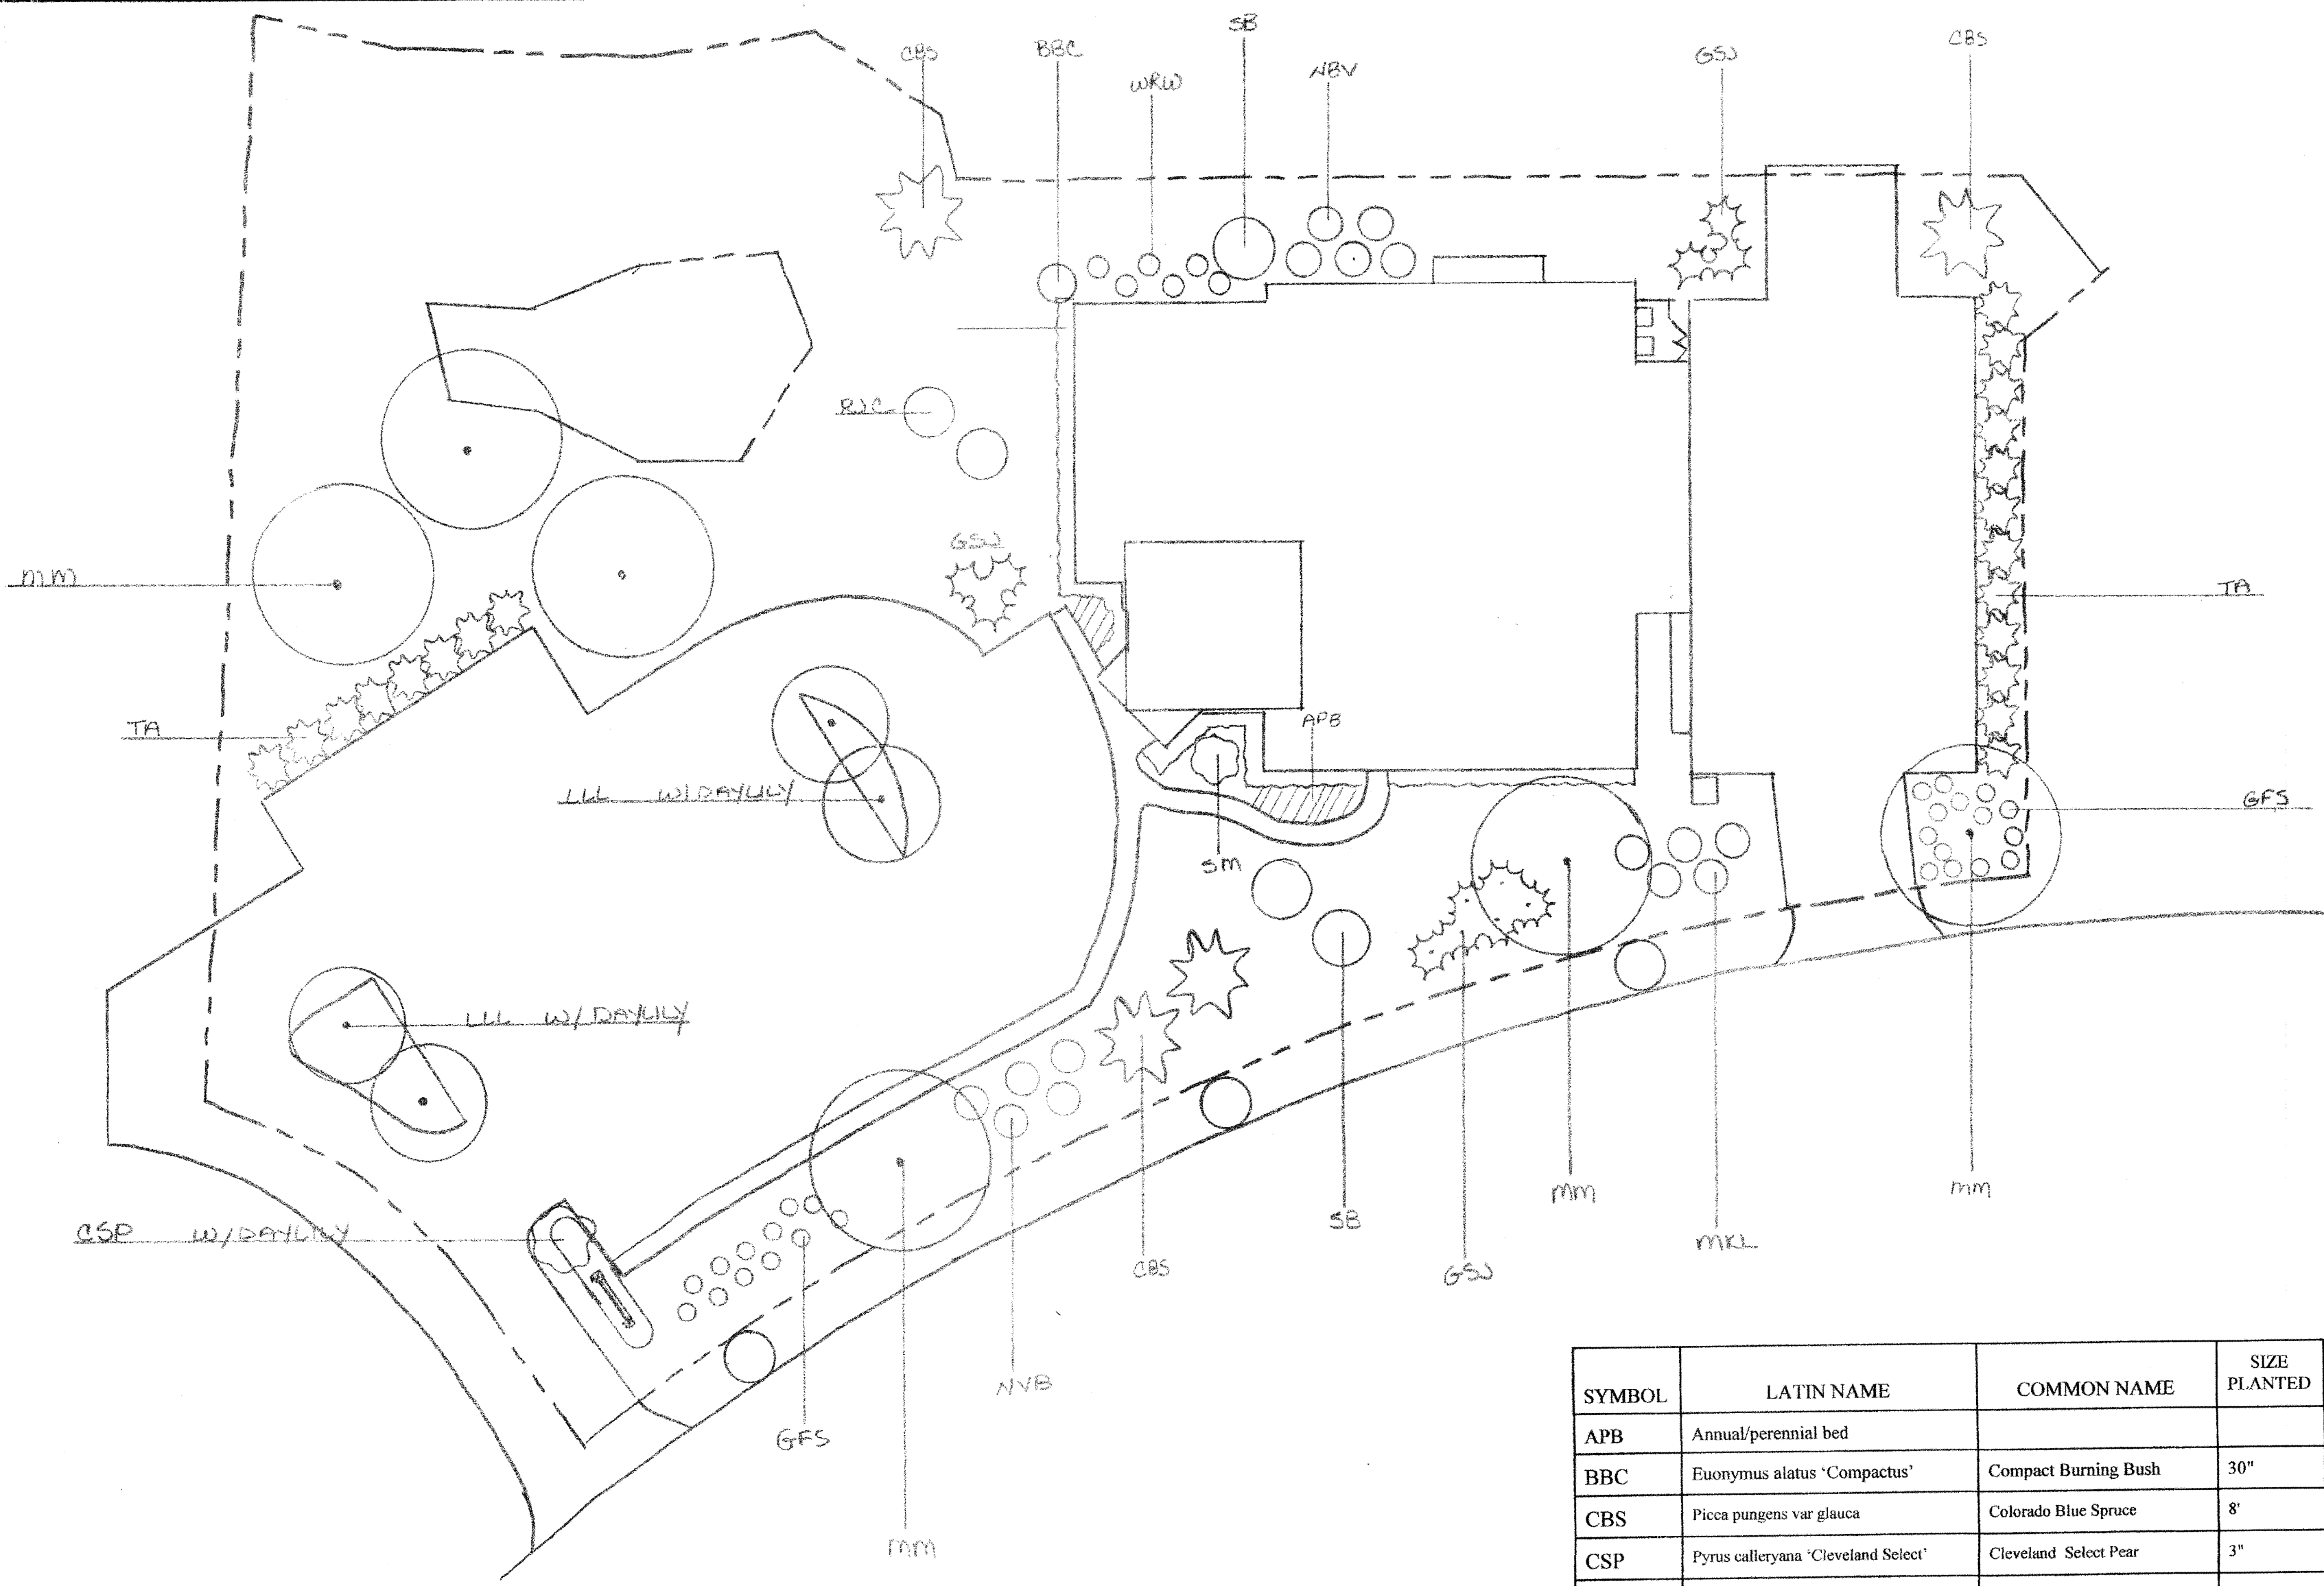 SB
CBS
BBC
GSJ
CBS
WRW
NBV
RJC
GSJ
MM
TA
TA
APB
LLL W/DAYLILY
GFS
SM
LLL W/ DAYLILY
MM
MM
SB
CSP W/DAYLILY
MKL
CBS
GSJ
NVB
GFS
MM
SYMBOL LATIN NAME COMMON NAME SIZE PLANTED
APB Annual/perennial bed
BBC Euonymus alatus ‘Compactus’ Compact Burning Bush 30"
CBS Picca pungens var glauca Colorado Blue Spruce 8'
CSP Pyrus calleryana ‘Cleveland Select’ Cleveland Select Pear 3"